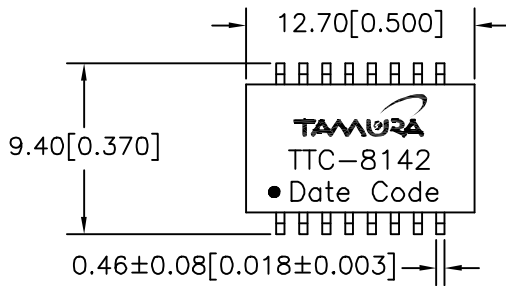 12.70[0.500]
9.40[0.370]
TAMURA
TTC-8142
Date Code
0.46±0.08[0.018±0.003]